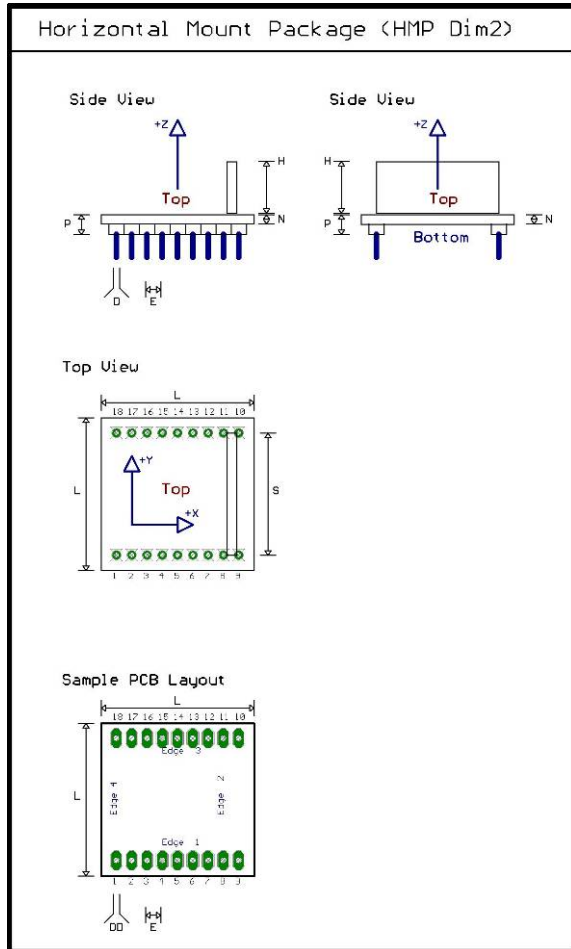 Horizontal Mount Package (HMP Dim2)
Side View
Side View
+Z
+Z
H
H
Top
Top
P
N
P
N
Bottom
D
E
Top View
L
18 17 16 15 14 13 12 11 10
+Y
L
Top
S
+X
1 2 3 4 5 6 7 8 9
Sample PCB Layout
L
18 17 16 15 14 13 12 11 10
Edge 3
L
Edge 4
Edge 2
Edge 1
1 2 3 4 5 6 7 8 9
DD
E